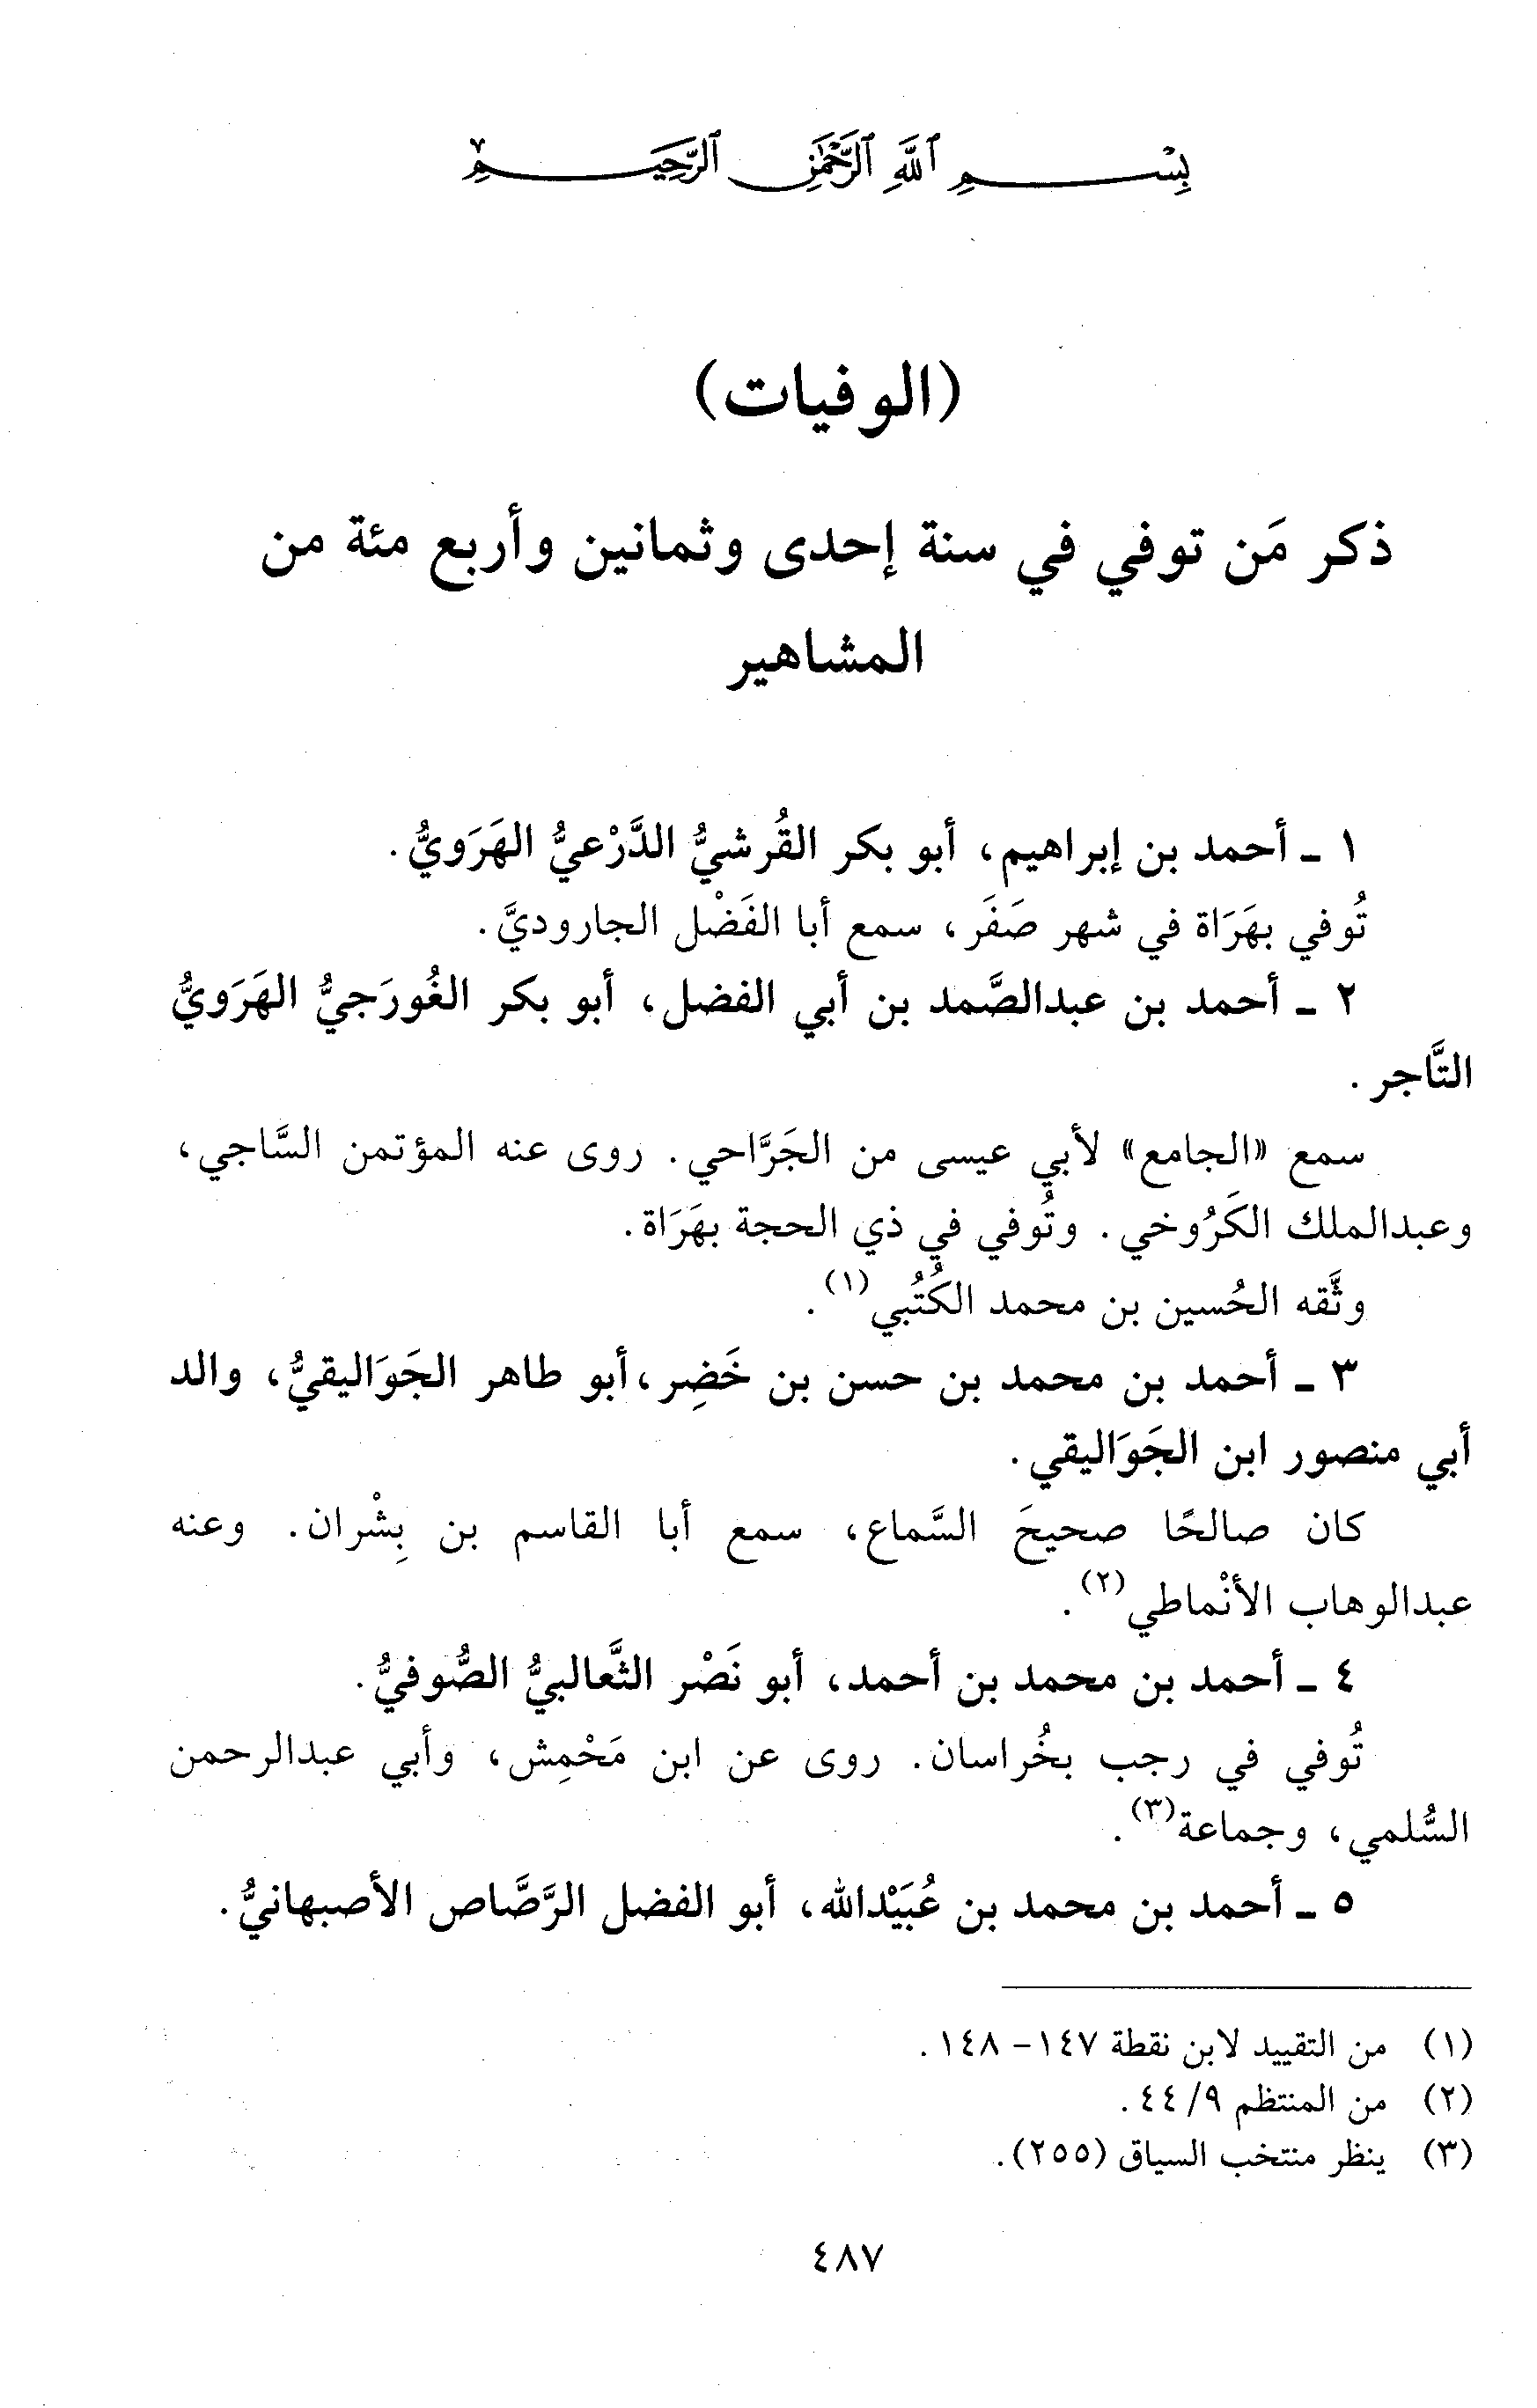 بِسْمِ ٱللَّهِ ٱلرَّحْمَٰنِ ٱلرَّحِيمِ
(الوفيات)
ذكر مَن توفي في سنة إحدى وثمانين وأربع مئة من
المشاهير
١ ـ أحمد بن إبراهيم، أبو بكر القُرشيُّ الدَّرْعيُّ الهَرَويُّ.
تُوفي بهَرَاة في شهر صَفَر، سمع أبا الفَضْل الجاروديَّ.
٢ ـ أحمد بن عبدالصَّمد بن أبي الفضل، أبو بكر الغُورَجيُّ الهَرَويُّ
التَّاجر.
سمع «الجامع» لأبي عيسى من الجَرَّاحي. روى عنه المؤتمن السَّاجي،
وعبدالملك الكَرُوخي. وتُوفي في ذي الحجة بهَرَاة.
وثَّقه الحُسين بن محمد الكُتُبي(١).
٣ ـ أحمد بن محمد بن حسن بن خَضِر، أبو طاهر الجَوَاليقيُّ، والد
أبي منصور ابن الجَوَاليقي.
كان صالحًا صحيحَ السَّماع، سمع أبا القاسم بن بِشْران. وعنه
عبدالوهاب الأنْماطي(٢).
٤ ـ أحمد بن محمد بن أحمد، أبو نَصْر الثَّعالبيُّ الصُّوفيُّ.
تُوفي في رجب بخُراسان. روى عن ابن مَحْمِش، وأبي عبدالرحمن
السُّلمي، وجماعة(٣).
٥ ـ أحمد بن محمد بن عُبَيْدالله، أبو الفضل الرَّصَّاص الأصبهانيُّ.
(١) من التقييد لابن نقطة ١٤٧ - ١٤٨.
(٢) من المنتظم ٩/ ٤٤.
(٣) ينظر منتخب السياق (٢٥٥).
٤٨٧